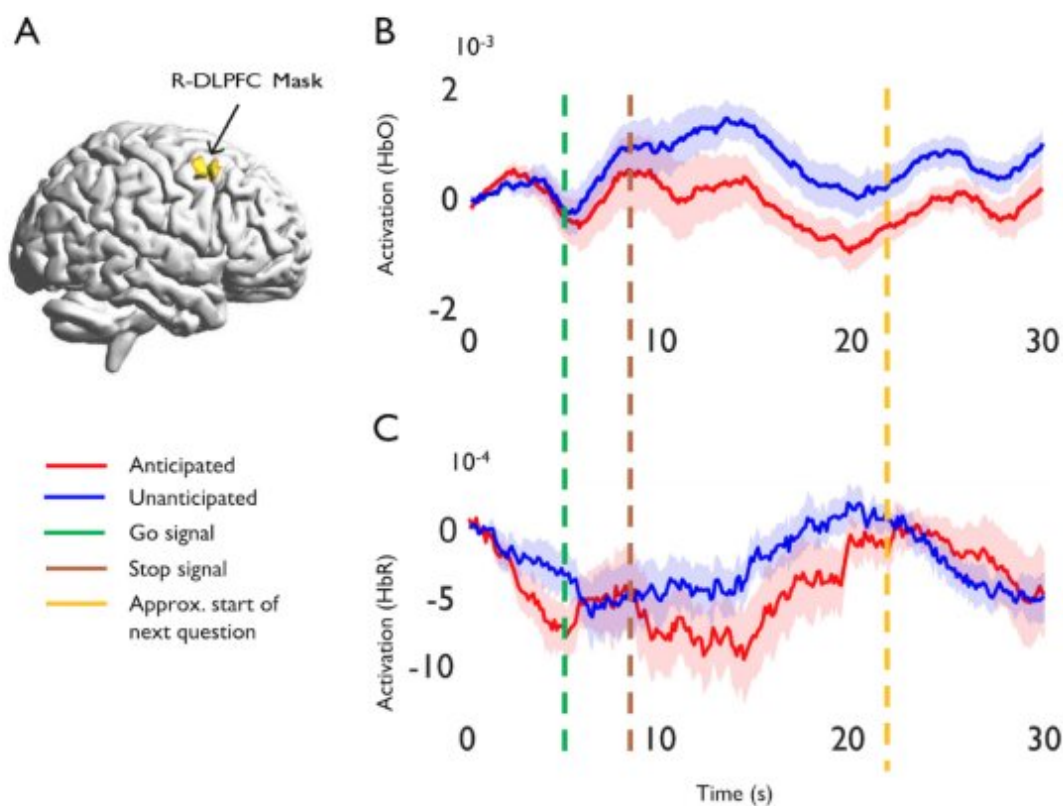 A
R-DLPFC Mask
B
10-3
2
0
-2
Activation (HbO)
0 10 20 30
Anticipated
Unanticipated
Go signal
Stop signal
Approx. start of
next question
C
10-4
0
-5
-10
Activation (HbR)
0 10 20 30
Time (s)